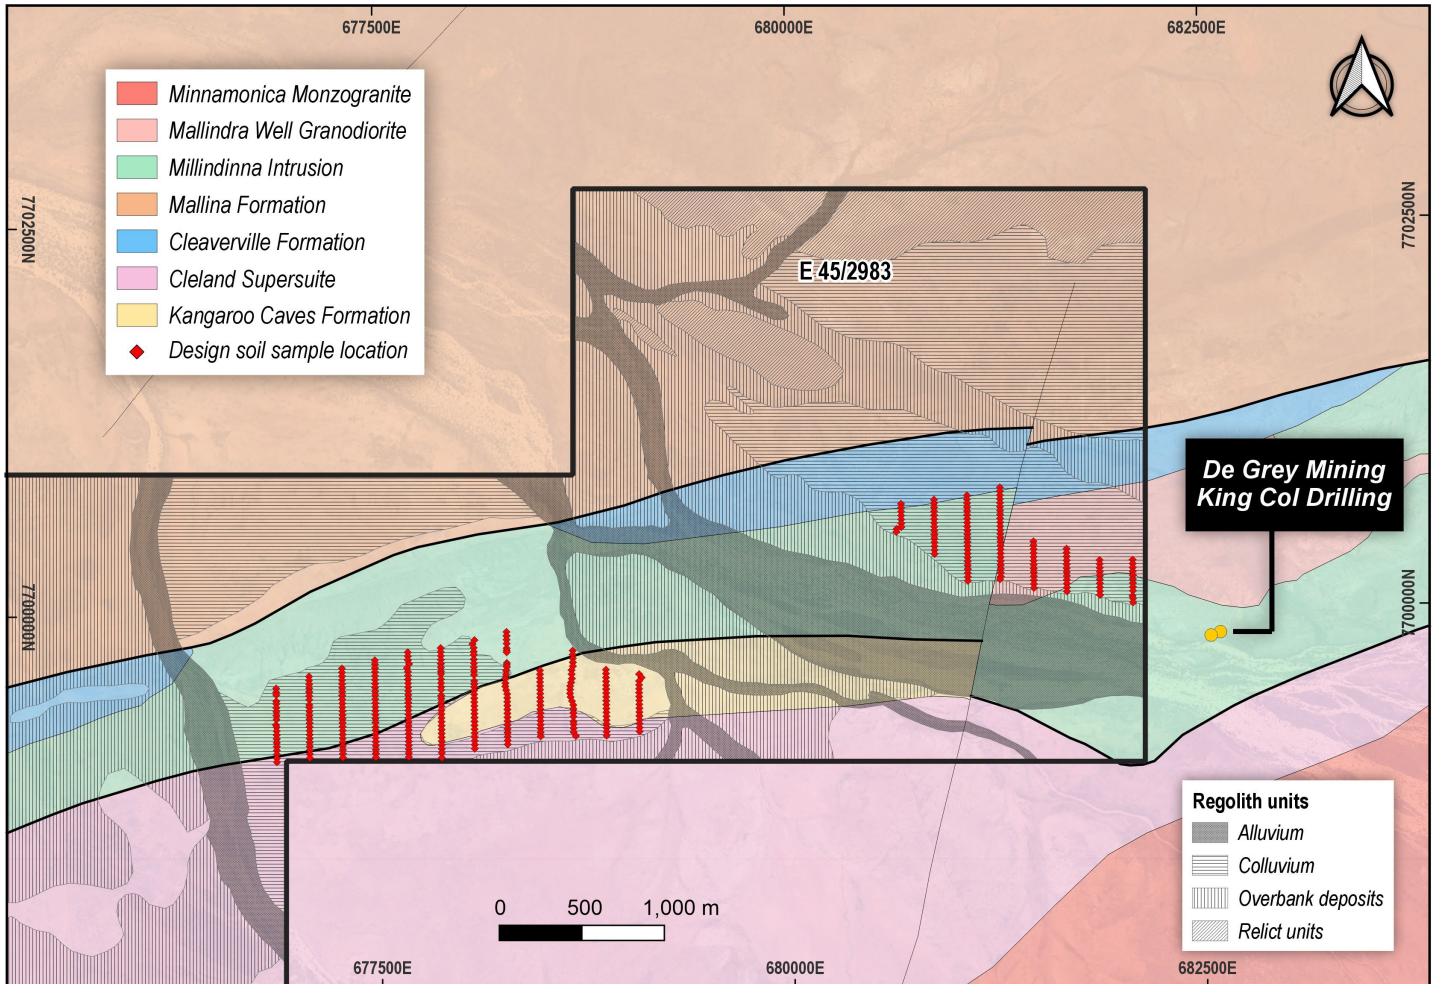 677500E
680000E
682500E
Minnamonica Monzogranite
Mallindra Well Granodiorite
Millindinna Intrusion
Mallina Formation
Cleaverville Formation
Cleland Supersuite
Kangaroo Caves Formation
Design soil sample location
7702500N
7702500N
E 45/2983
De Grey Mining
King Col Drilling
7700000N
7700000N
Regolith units
Alluvium
Colluvium
Overbank deposits
Relict units
0 500 1,000 m
677500E
680000E
682500E